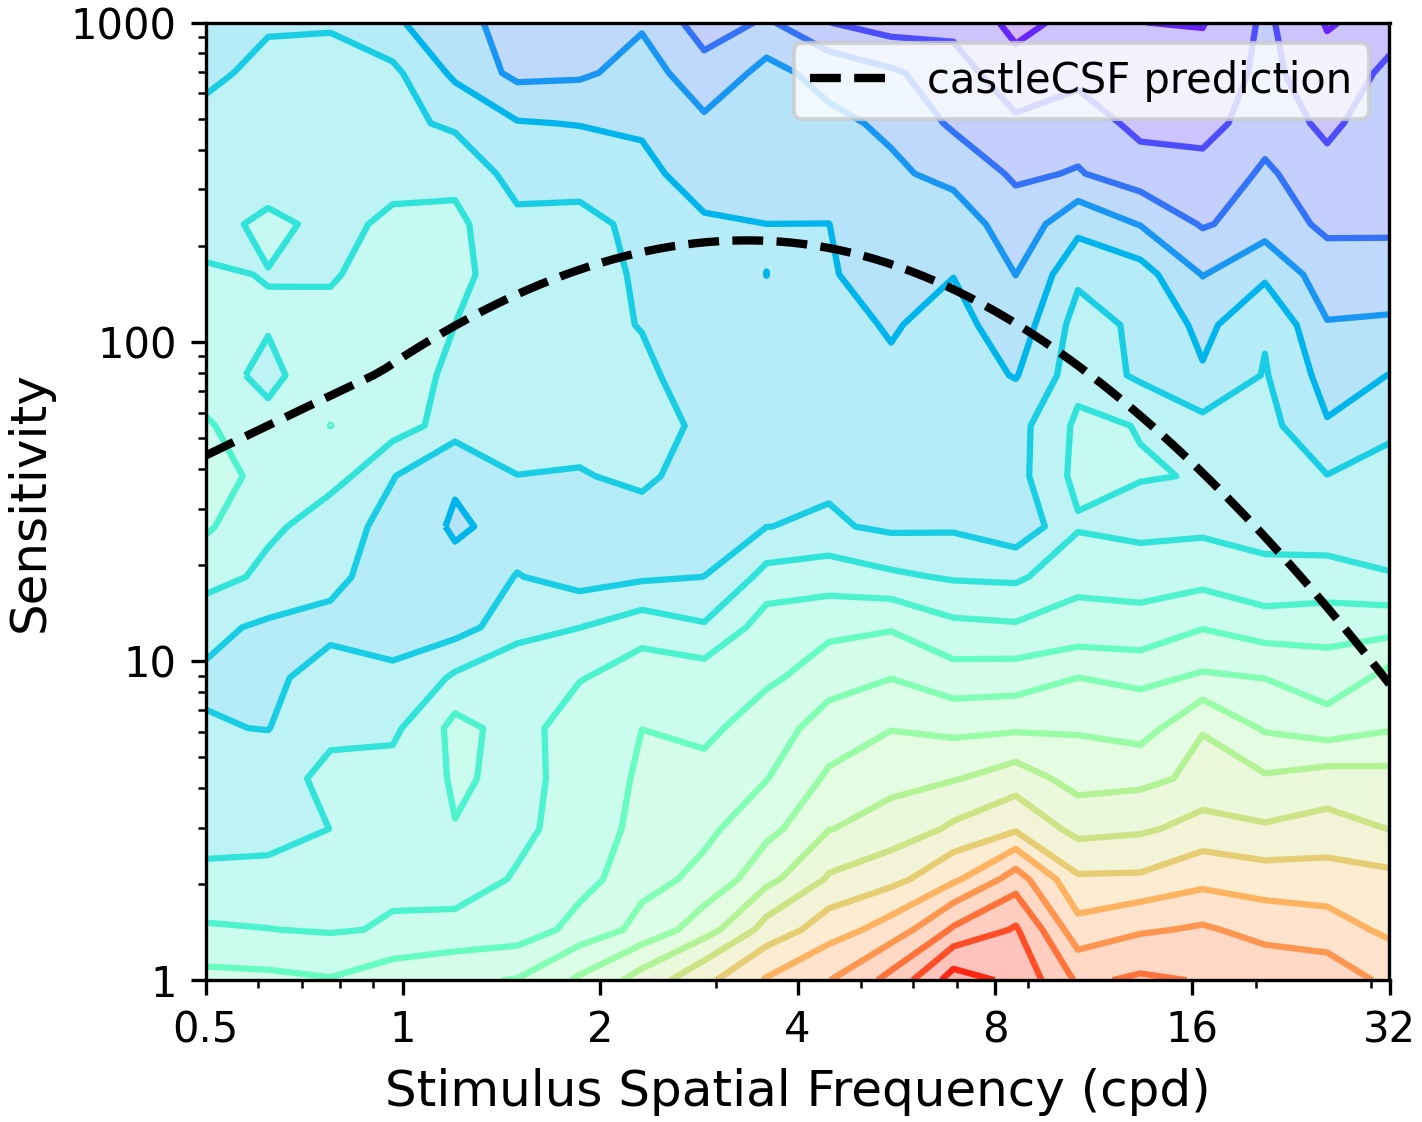 1000
100
10
1
Sensitivity
castleCSF prediction
0.5 1 2 4 8 16 32
Stimulus Spatial Frequency (cpd)